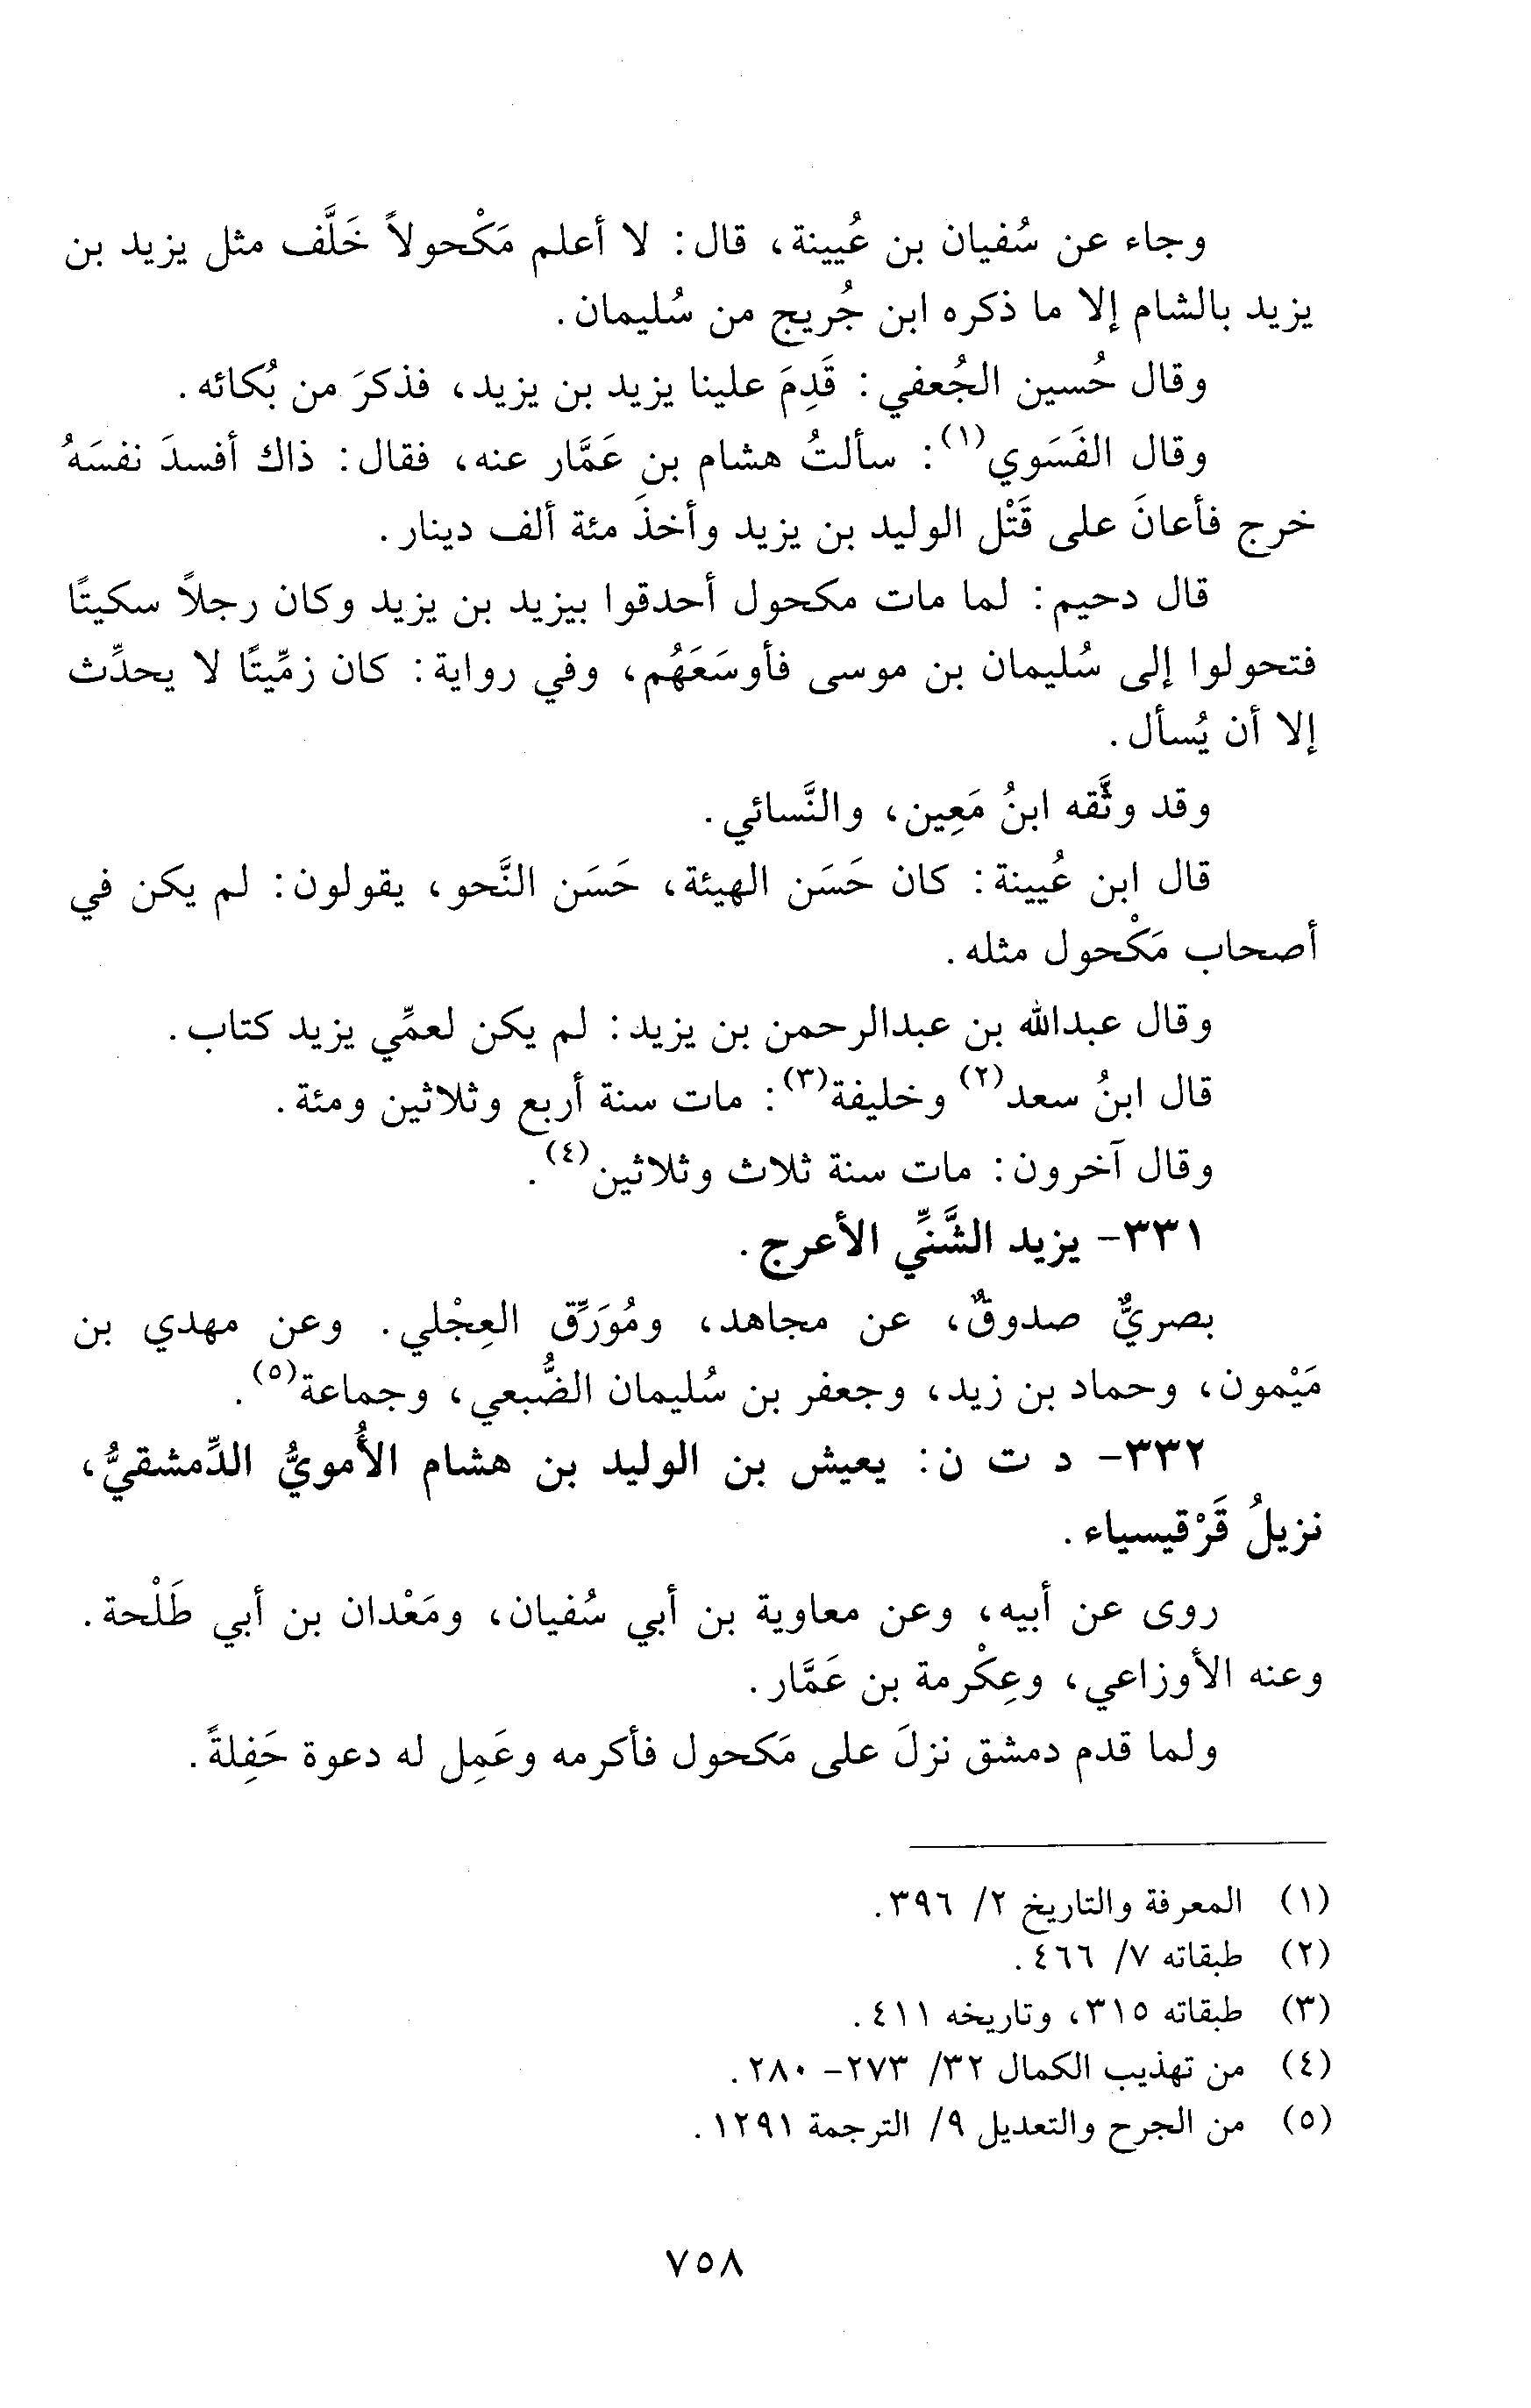 وجاء عن سُفيان بن عُيينة، قال: لا أعلم مَكْحولاً خَلَّف مثل يزيد بن
يزيد بالشام إلا ما ذكره ابن جُريج من سُليمان.
وقال حُسين الجُعفي: قَدِمَ علينا يزيد بن يزيد، فذكرَ من بُكائه.
وقال الفَسَوي(١): سألتُ هشام بن عَمَّار عنه، فقال: ذاك أفسدَ نفسَهُ
خرج فأعانَ على قَتْل الوليد بن يزيد وأخذَ مئة ألف دينار.
قال دحيم: لما مات مكحول أحدقوا بيزيد بن يزيد وكان رجلاً سكيتًا
فتحولوا إلى سُليمان بن موسى فأوسَعَهُم، وفي رواية: كان زمِّيتًا لا يحدِّث
إلا أن يُسأل.
وقد وثَّقه ابنُ مَعِين، والنَّسائي.
قال ابن عُيينة: كان حَسَن الهيئة، حَسَن النَّحو، يقولون: لم يكن في
أصحاب مَكْحول مثله.
وقال عبدالله بن عبدالرحمن بن يزيد: لم يكن لعمِّي يزيد كتاب.
قال ابنُ سعد(٢) وخليفة(٣): مات سنة أربع وثلاثين ومئة.
وقال آخرون: مات سنة ثلاث وثلاثين(٤).
٣٣١- يزيد الشَّنِّي الأعرج.
بصريٌّ صدوقٌ، عن مجاهد، ومُوَرِّق العِجْلي. وعن مهدي بن
مَيْمون، وحماد بن زيد، وجعفر بن سُليمان الضُّبعي، وجماعة(٥).
٣٣٢- د ت ن: يعيش بن الوليد بن هشام الأُمويُّ الدِّمشقيُّ،
نزيلُ قَرْقيسياء.
روى عن أبيه، وعن معاوية بن أبي سُفيان، ومَعْدان بن أبي طَلْحة.
وعنه الأوزاعي، وعِكْرمة بن عَمَّار.
ولما قدم دمشق نزلَ على مَكحول فأكرمه وعَمِل له دعوة حَفِلةً.
(١) المعرفة والتاريخ ٢/ ٣٩٦.
(٢) طبقاته ٧/ ٤٦٦.
(٣) طبقاته ٣١٥، وتاريخه ٤١١.
(٤) من تهذيب الكمال ٣٢/ ٢٧٣- ٢٨٠.
(٥) من الجرح والتعديل ٩/ الترجمة ١٢٩١.
٧٥٨